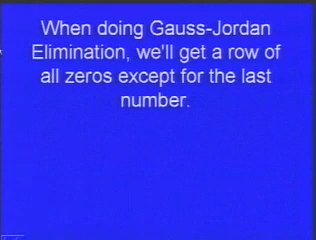 When doing Gauss-Jordan
Elimination, we'll get a row of
all zeros except for the last
number.